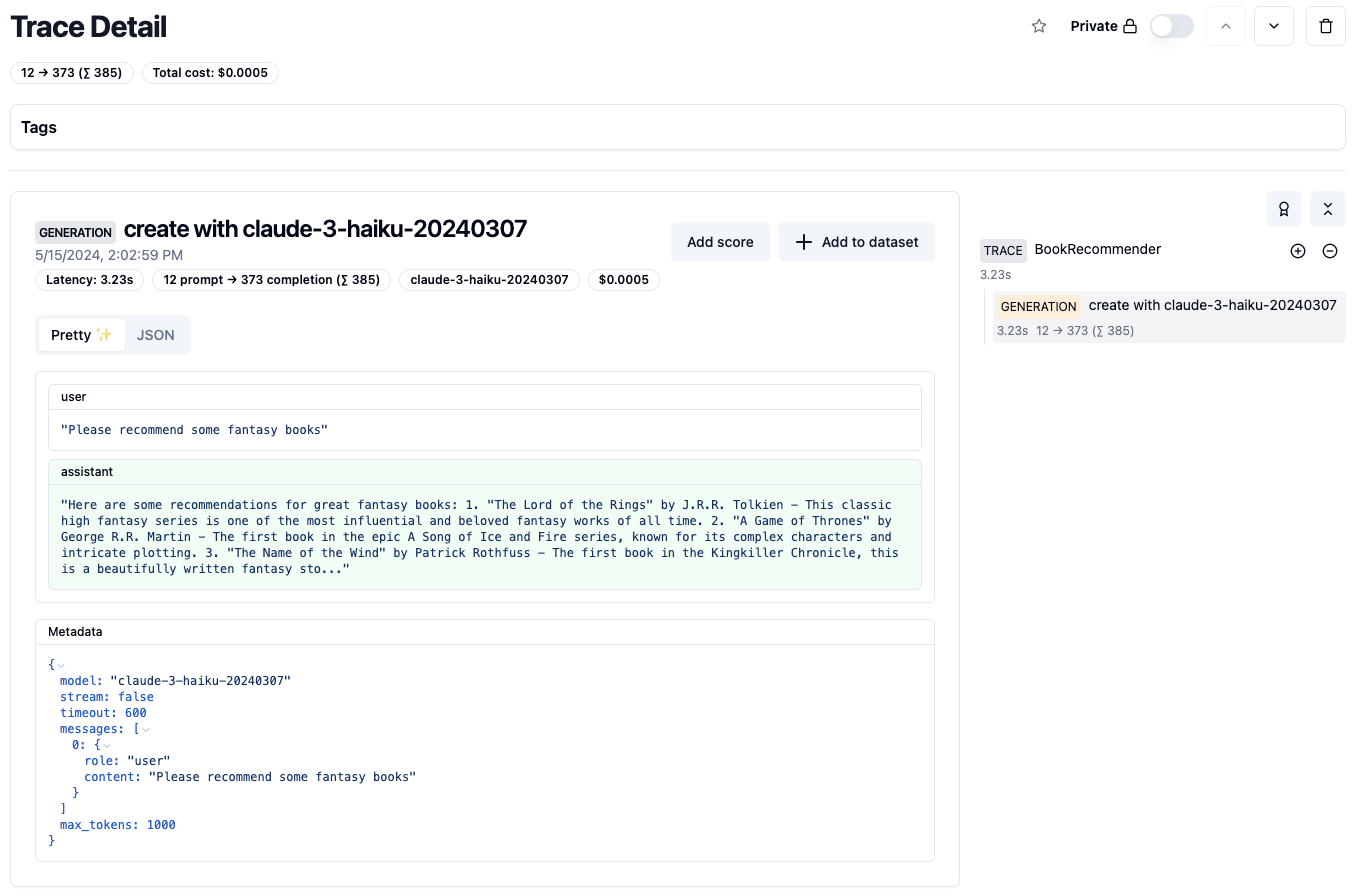 Trace Detail
Private
12 → 373 (∑ 385)
Total cost: $0.0005
Tags
GENERATION create with claude-3-haiku-20240307
5/15/2024, 2:02:59 PM
Latency: 3.23s
12 prompt → 373 completion (∑ 385)
claude-3-haiku-20240307
$0.0005
Add score
Add to dataset
Pretty ✨
JSON
user
"Please recommend some fantasy books"
assistant
"Here are some recommendations for great fantasy books: 1. "The Lord of the Rings" by J.R.R. Tolkien – This classic
high fantasy series is one of the most influential and beloved fantasy works of all time. 2. "A Game of Thrones" by
George R.R. Martin – The first book in the epic A Song of Ice and Fire series, known for its complex characters and
intricate plotting. 3. "The Name of the Wind" by Patrick Rothfuss – The first book in the Kingkiller Chronicle, this
is a beautifully written fantasy sto..."
Metadata
{
model: "claude-3-haiku-20240307"
stream: false
timeout: 600
messages: [
0: {
role: "user"
content: "Please recommend some fantasy books"
}
]
max_tokens: 1000
}
TRACE BookRecommender
3.23s
GENERATION create with claude-3-haiku-20240307
3.23s 12 → 373 (∑ 385)